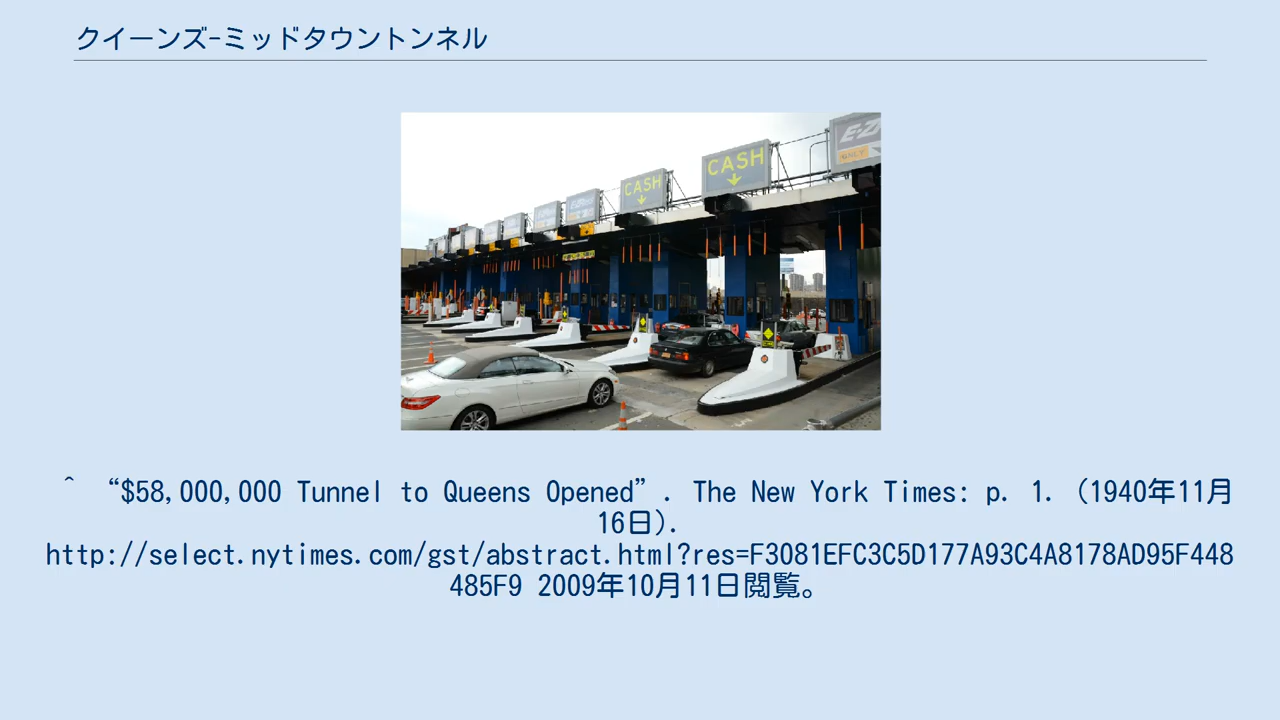 クイーンズ-ミッドタウントンネル
CASH
CASH
E-Z
ONLY
^ “$58,000,000 Tunnel to Queens Opened”. The New York Times: p. 1. (1940年11月
16日).
http://select.nytimes.com/gst/abstract.html?res=F3081EFC3C5D177A93C4A8178AD95F448
485F9 2009年10月11日閲覧。